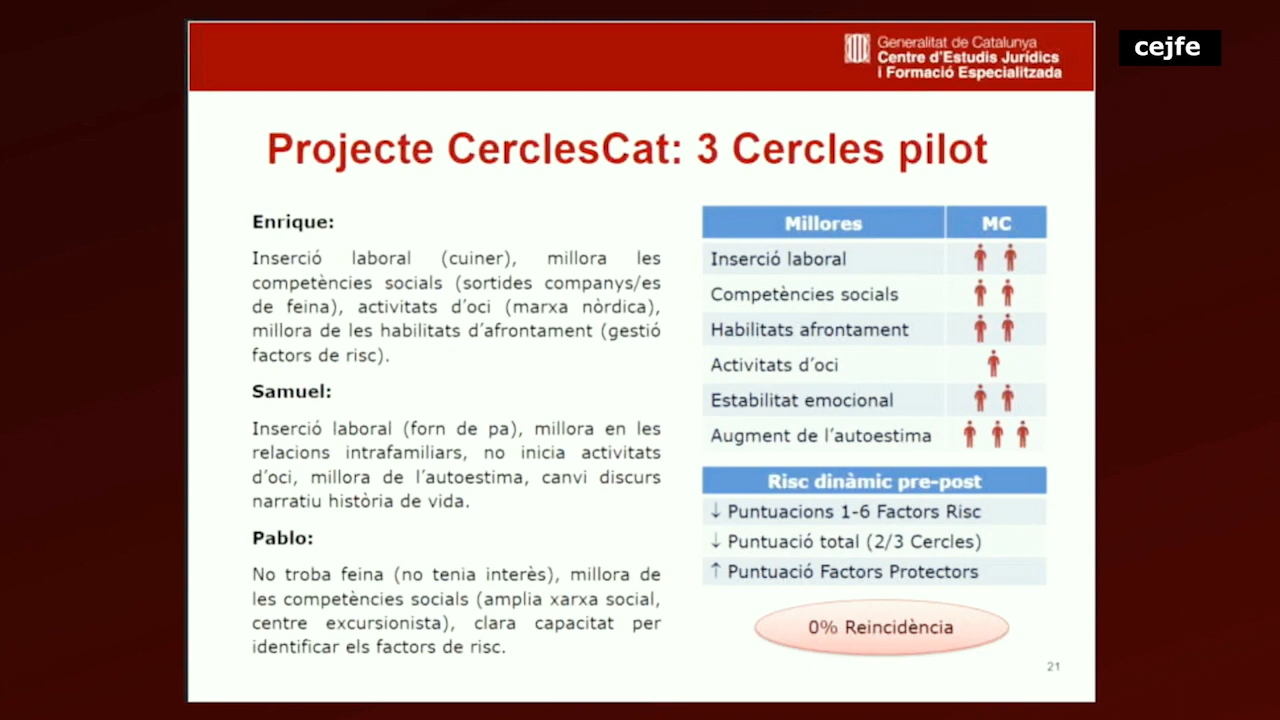 Generalitat de Catalunya
Centre d'Estudis Jurídics
i Formació Especialitzada
cejfe
Projecte CerclesCat: 3 Cercles pilot
Enrique:
Inserció laboral (cuiner), millora les
competències socials (sortides companys/es
de feina), activitats d'oci (marxa nòrdica),
millora de les habilitats d'afrontament (gestió
factors de risc).
Samuel:
Inserció laboral (forn de pa), millora en les
relacions intrafamiliars, no inicia activitats
d'oci, millora de l'autoestima, canvi discurs
narratiu història de vida.
Pablo:
No troba feina (no tenia interès), millora de
les competències socials (amplia xarxa social,
centre excursionista), clara capacitat per
identificar els factors de risc.
Millores MC
Inserció laboral
Competències socials
Habilitats afrontament
Activitats d'oci
Estabilitat emocional
Augment de l'autoestima
Risc dinàmic pre-post
↓ Puntuacions 1-6 Factors Risc
↓ Puntuació total (2/3 Cercles)
↑ Puntuació Factors Protectors
0% Reincidència
21